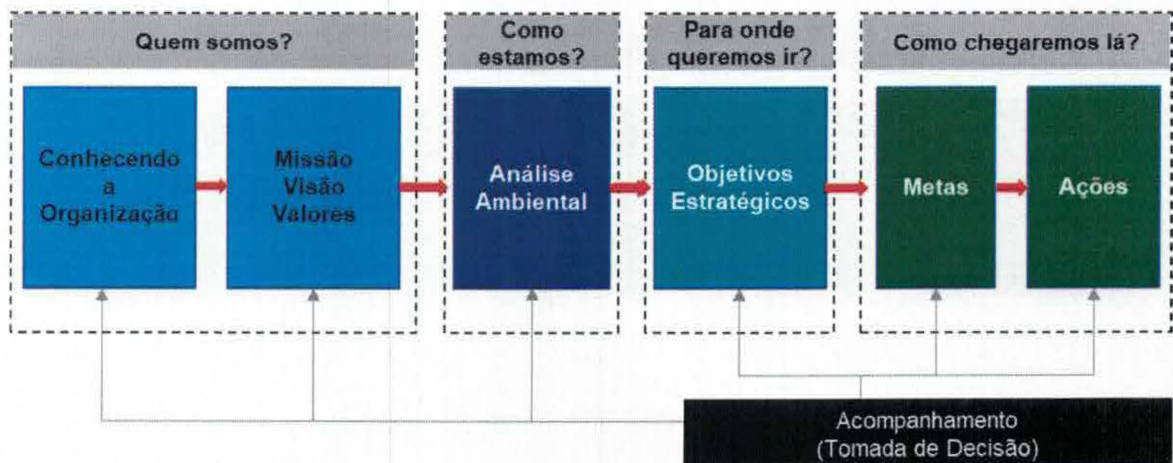 Quem somos?
Como
estamos?
Para onde
queremos ir?
Como chegaremos lá?
Conhecendo
a
Organização
Missão
Visão
Valores
Análise
Ambiental
Objetivos
Estratégicos
Metas
Ações
Acompanhamento
(Tomada de Decisão)